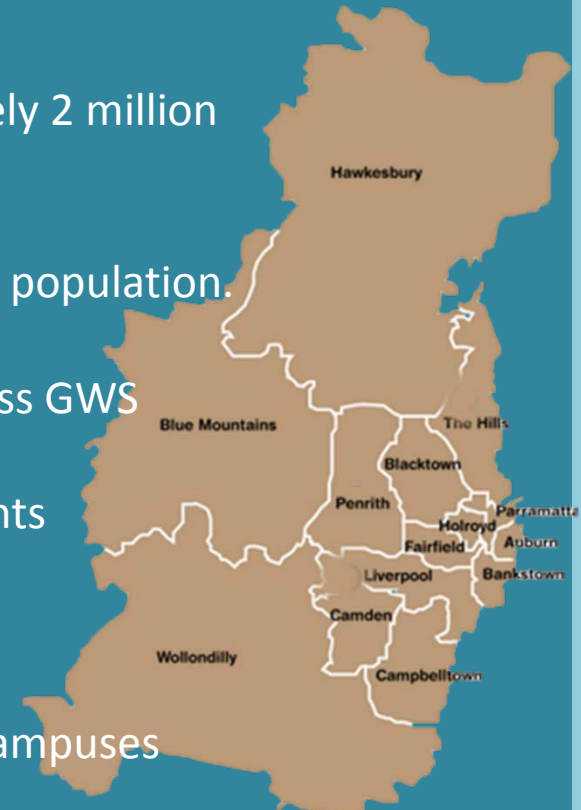 ely 2 million
Hawkesbury
population.
ss GWS
Blue Mountains
The Hills
Blacktown
Penrith
Parramatta
Holroyd
nts
Auburn
Fairfield
Liverpool
Bankstown
Camden
Wollondilly
Campbelltown
ampuses